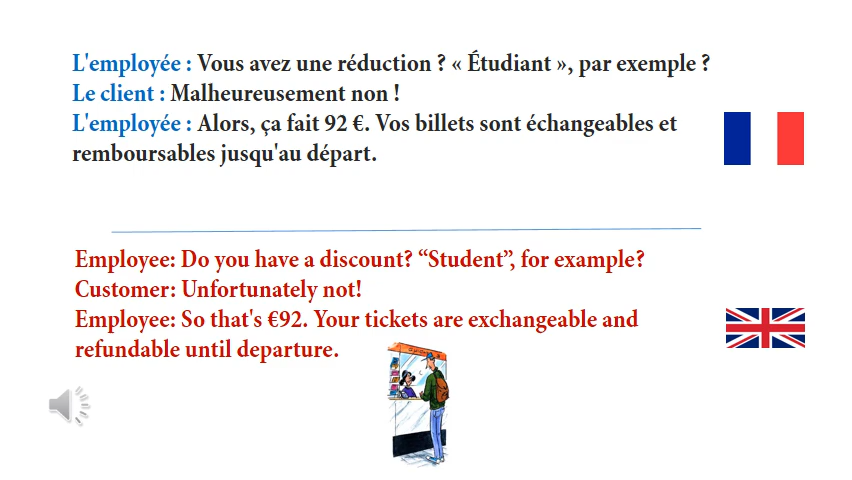 L'employée : Vous avez une réduction ? « Étudiant », par exemple ?
Le client : Malheureusement non !
L'employée : Alors, ça fait 92 €. Vos billets sont échangeables et
remboursables jusqu'au départ.
Employee: Do you have a discount? “Student”, for example?
Customer: Unfortunately not!
Employee: So that's €92. Your tickets are exchangeable and
refundable until departure.